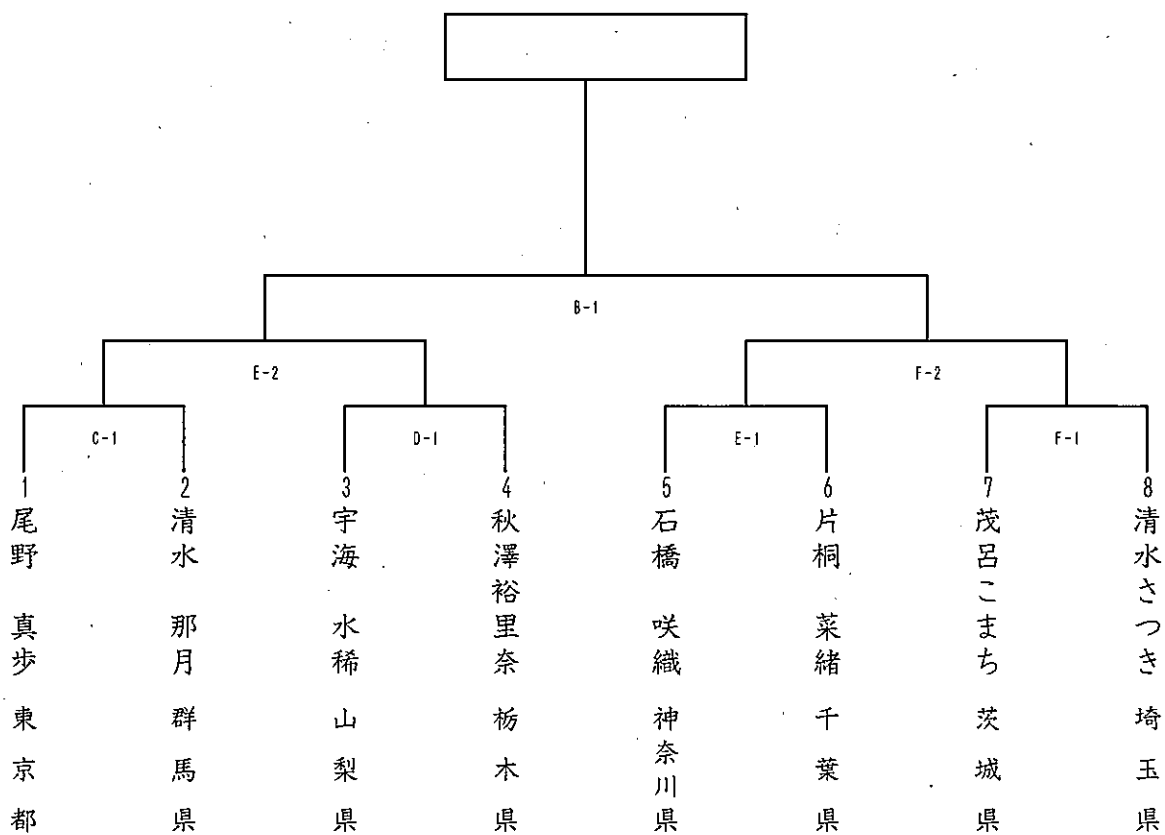 B-1
E-2
F-2
C-1
D-1
E-1
F-1
1
尾野 真歩
東京都
2
清水 那月
群馬県
3
宇海 水稀
山梨県
4
秋澤裕里奈
栃木県
5
石橋 咲織
神奈川県
6
片桐 菜緒
千葉県
7
茂呂こまち
茨城県
8
清水さつき
埼玉県